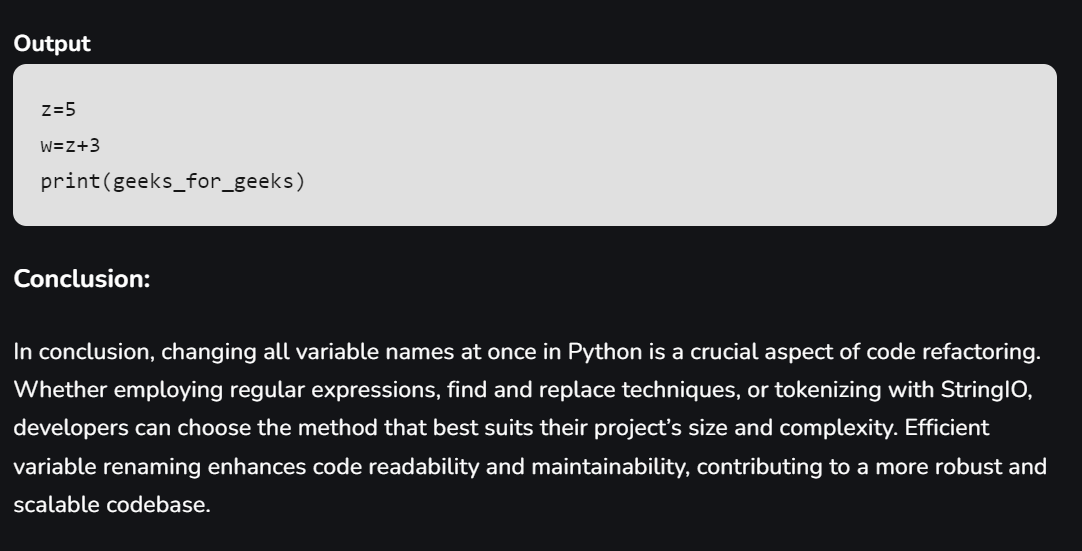 Output
z=5
w=z+3
print(geeks_for_geeks)
Conclusion:
In conclusion, changing all variable names at once in Python is a crucial aspect of code refactoring.
Whether employing regular expressions, find and replace techniques, or tokenizing with StringIO,
developers can choose the method that best suits their project’s size and complexity. Efficient
variable renaming enhances code readability and maintainability, contributing to a more robust and
scalable codebase.